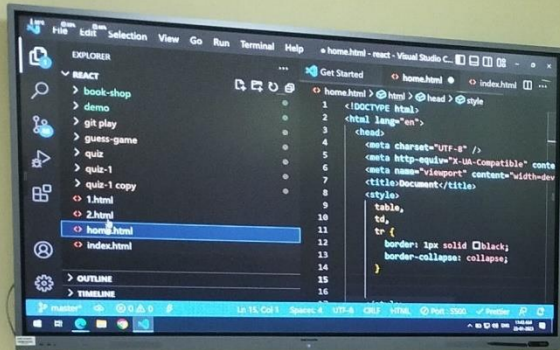 File Edit Selection View Go Run Terminal Help
home.html - react - Visual Studio C...
EXPLORER
REACT
book-shop
demo
git play
guess-game
quiz
quiz-1
quiz-1 copy
1.html
2.html
home.html
index.html
OUTLINE
TIMELINE
Get Started
home.html
index.html
home.html > html > head > style
1 <!DOCTYPE html>
2 <html lang="en">
3 <head>
4 <meta charset="UTF-8" />
5 <meta http-equiv="X-UA-Compatible" conte
6 <meta name="viewport" content="width=dev
7 <title>Document</title>
8 <style>
9 table,
10 td,
11 tr {
12 border: 1px solid black;
13 border-collapse: collapse;
14 }
15
16
master* 0 0 Ln 15, Col 1 Spaces: 4 UTF-8 CRLF HTML Port : 5500 Prettier